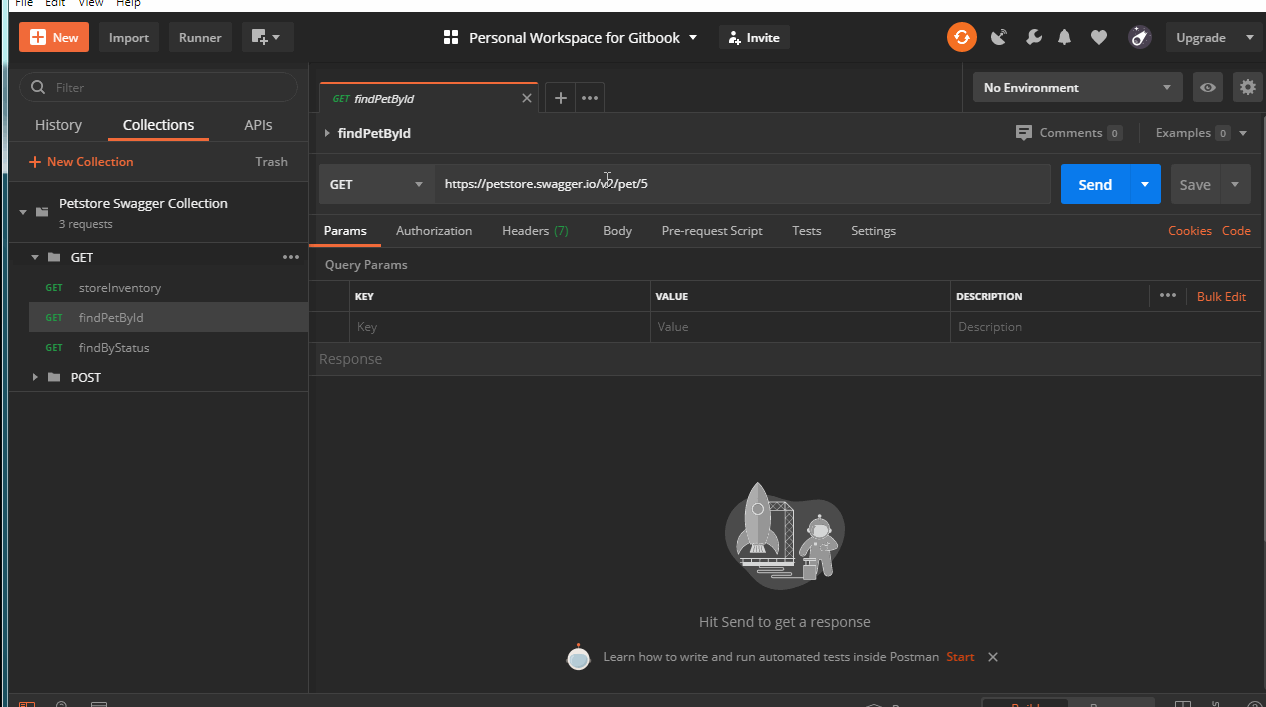 File Edit View Help
New Import Runner Personal Workspace for Gitbook Invite Upgrade
Filter
GET findPetById
No Environment
History Collections APIs
findPetById Comments 0 Examples 0
New Collection Trash
GET https://petstore.swagger.io/v2/pet/5 Send Save
Petstore Swagger Collection
3 requests
Params Authorization Headers (7) Body Pre-request Script Tests Settings Cookies Code
GET
Query Params
GET storeInventory
KEY VALUE DESCRIPTION Bulk Edit
GET findPetById
Key Value Description
GET findByStatus
Response
POST
Hit Send to get a response
Learn how to write and run automated tests inside Postman Start